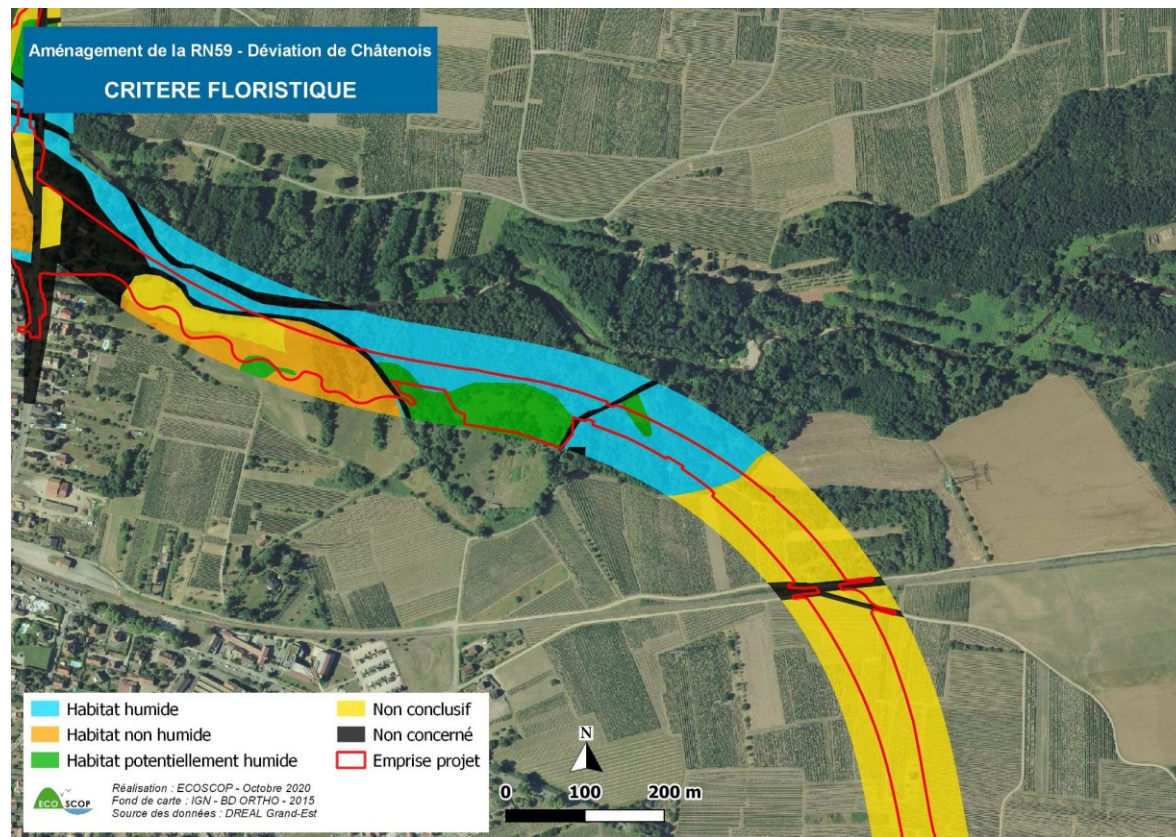 Aménagement de la RN59 - Déviation de Châtenois
CRITERE FLORISTIQUE
Habitat humide
Habitat non humide
Habitat potentiellement humide
Non conclusif
Non concerné
Emprise projet
ECO SCOP
Réalisation : ECOSCOP - Octobre 2020
Fond de carte : IGN - BD ORTHO - 2015
Source des données : DREAL Grand-Est
N
0 100 200 m